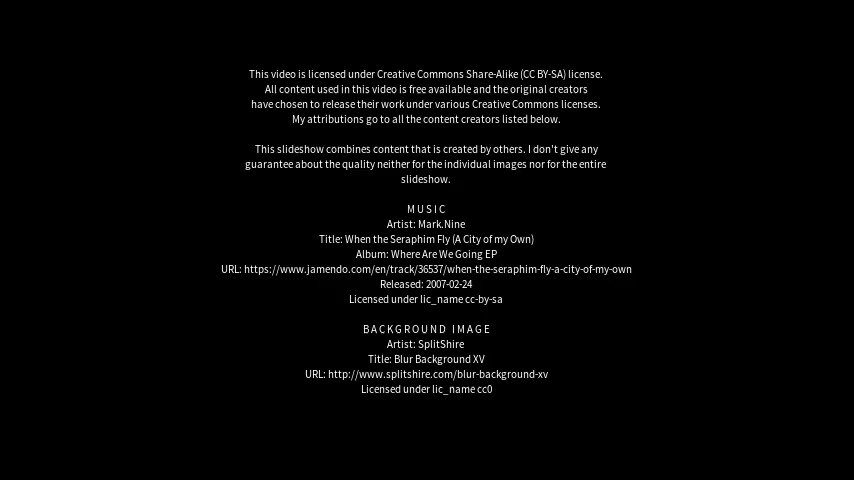 This video is licensed under Creative Commons Share-Alike (CC BY-SA) license.
All content used in this video is free available and the original creators
have chosen to release their work under various Creative Commons licenses.
My attributions go to all the content creators listed below.
This slideshow combines content that is created by others. I don't give any
guarantee about the quality neither for the individual images nor for the entire
slideshow.
MUSIC
Artist: Mark.Nine
Title: When the Seraphim Fly (A City of my Own)
Album: Where Are We Going EP
URL: https://www.jamendo.com/en/track/36537/when-the-seraphim-fly-a-city-of-my-own
Released: 2007-02-24
Licensed under lic_name cc-by-sa
BACKGROUND IMAGE
Artist: SplitShire
Title: Blur Background XV
URL: http://www.splitshire.com/blur-background-xv
Licensed under lic_name cc0